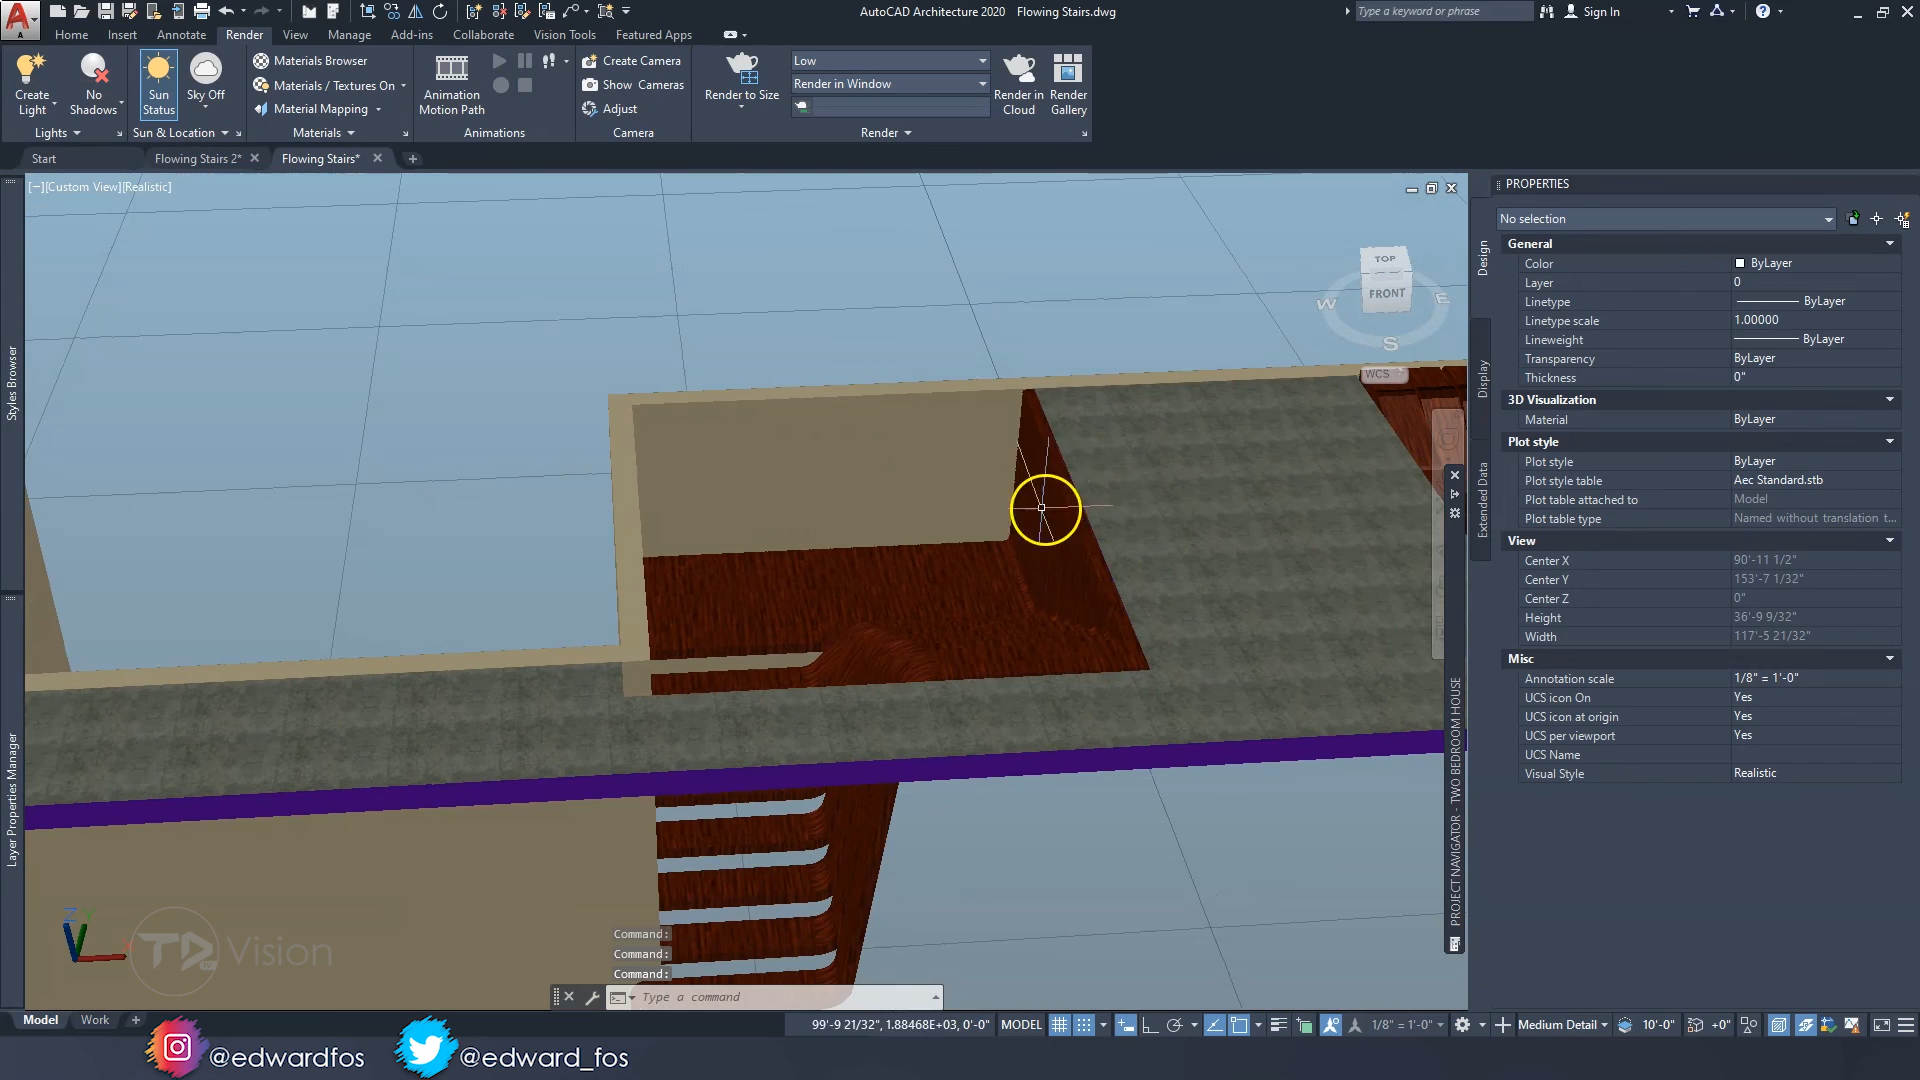 AutoCAD Architecture 2020 Flowing Stairs.dwg
Type a keyword or phrase
Sign In
Home Insert Annotate Render View Manage Add-ins Collaborate Vision Tools Featured Apps
Create Light
No Shadows
Sun Status
Sky Off
Materials Browser
Materials / Textures On
Material Mapping
Animation Motion Path
Create Camera
Show Cameras
Adjust
Render to Size
Low
Render in Window
Render in Cloud
Render Gallery
Lights Sun & Location Materials Animations Camera Render
Start Flowing Stairs 2* Flowing Stairs*
[−][Custom View][Realistic]
TOP
FRONT
W
E
S
WCS
Styles Browser
Layer Properties Manager
PROJECT NAVIGATOR - TWO BEDROOM HOUSE
Design
Display
Extended Data
PROPERTIES
No selection
General
Color ByLayer
Layer 0
Linetype ByLayer
Linetype scale 1.00000
Lineweight ByLayer
Transparency ByLayer
Thickness 0"
3D Visualization
Material ByLayer
Plot style
Plot style ByLayer
Plot style table Aec Standard.stb
Plot table attached to Model
Plot table type Named without translation t...
View
Center X 90'-11 1/2"
Center Y 153'-7 1/32"
Center Z 0"
Height 36'-9 9/32"
Width 117'-5 21/32"
Misc
Annotation scale 1/8" = 1'-0"
UCS icon On Yes
UCS icon at origin Yes
UCS per viewport Yes
UCS Name
Visual Style Realistic
Z Y X
TD Vision
Command:
Command:
Command:
Type a command
Model Work
99'-9 21/32", 1.88468E+03, 0'-0" MODEL 1/8" = 1'-0" Medium Detail 10'-0" +0"
@edwardfos @edward_fos